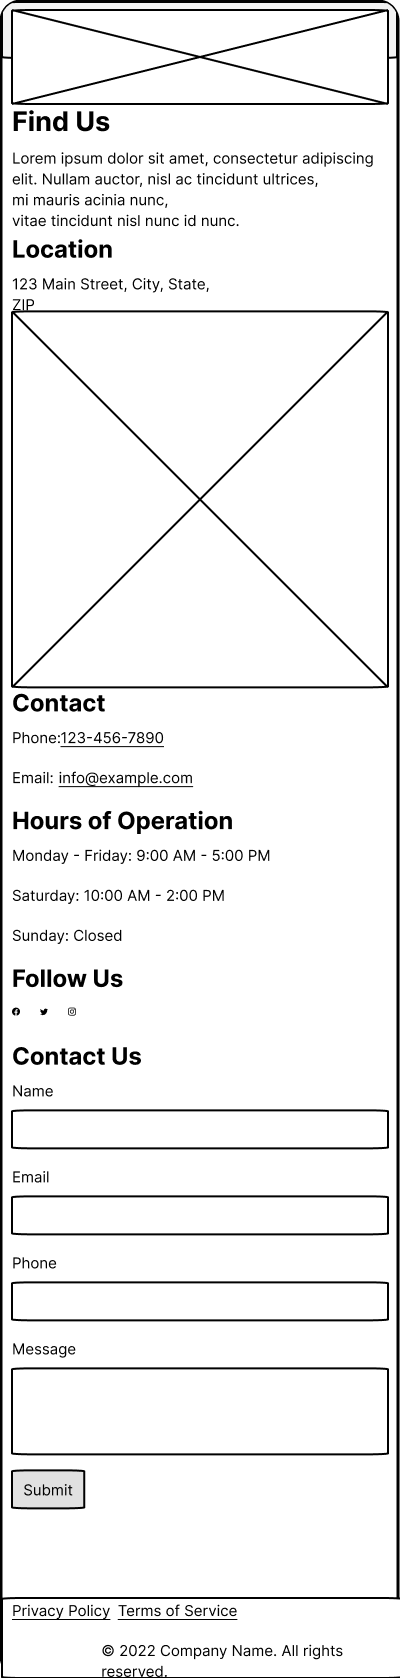 Find Us
Lorem ipsum dolor sit amet, consectetur adipiscing
elit. Nullam auctor, nisl ac tincidunt ultrices,
mi mauris acinia nunc,
vitae tincidunt nisl nunc id nunc.
Location
123 Main Street, City, State,
ZIP
Contact
Phone:123-456-7890
Email: info@example.com
Hours of Operation
Monday - Friday: 9:00 AM - 5:00 PM
Saturday: 10:00 AM - 2:00 PM
Sunday: Closed
Follow Us
Contact Us
Name
Email
Phone
Message
Submit
Privacy Policy Terms of Service
© 2022 Company Name. All rights
reserved.